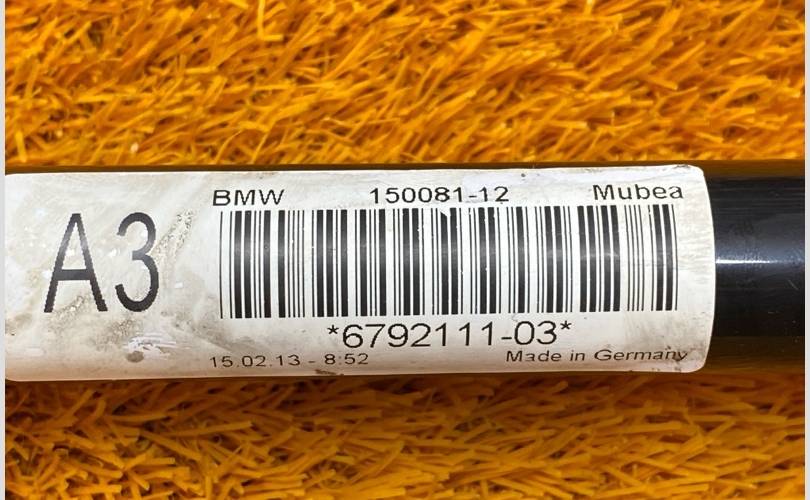 A3
BMW 150081-12 Mubea
*6792111-03*
15.02.13 - 8:52 Made in Germany